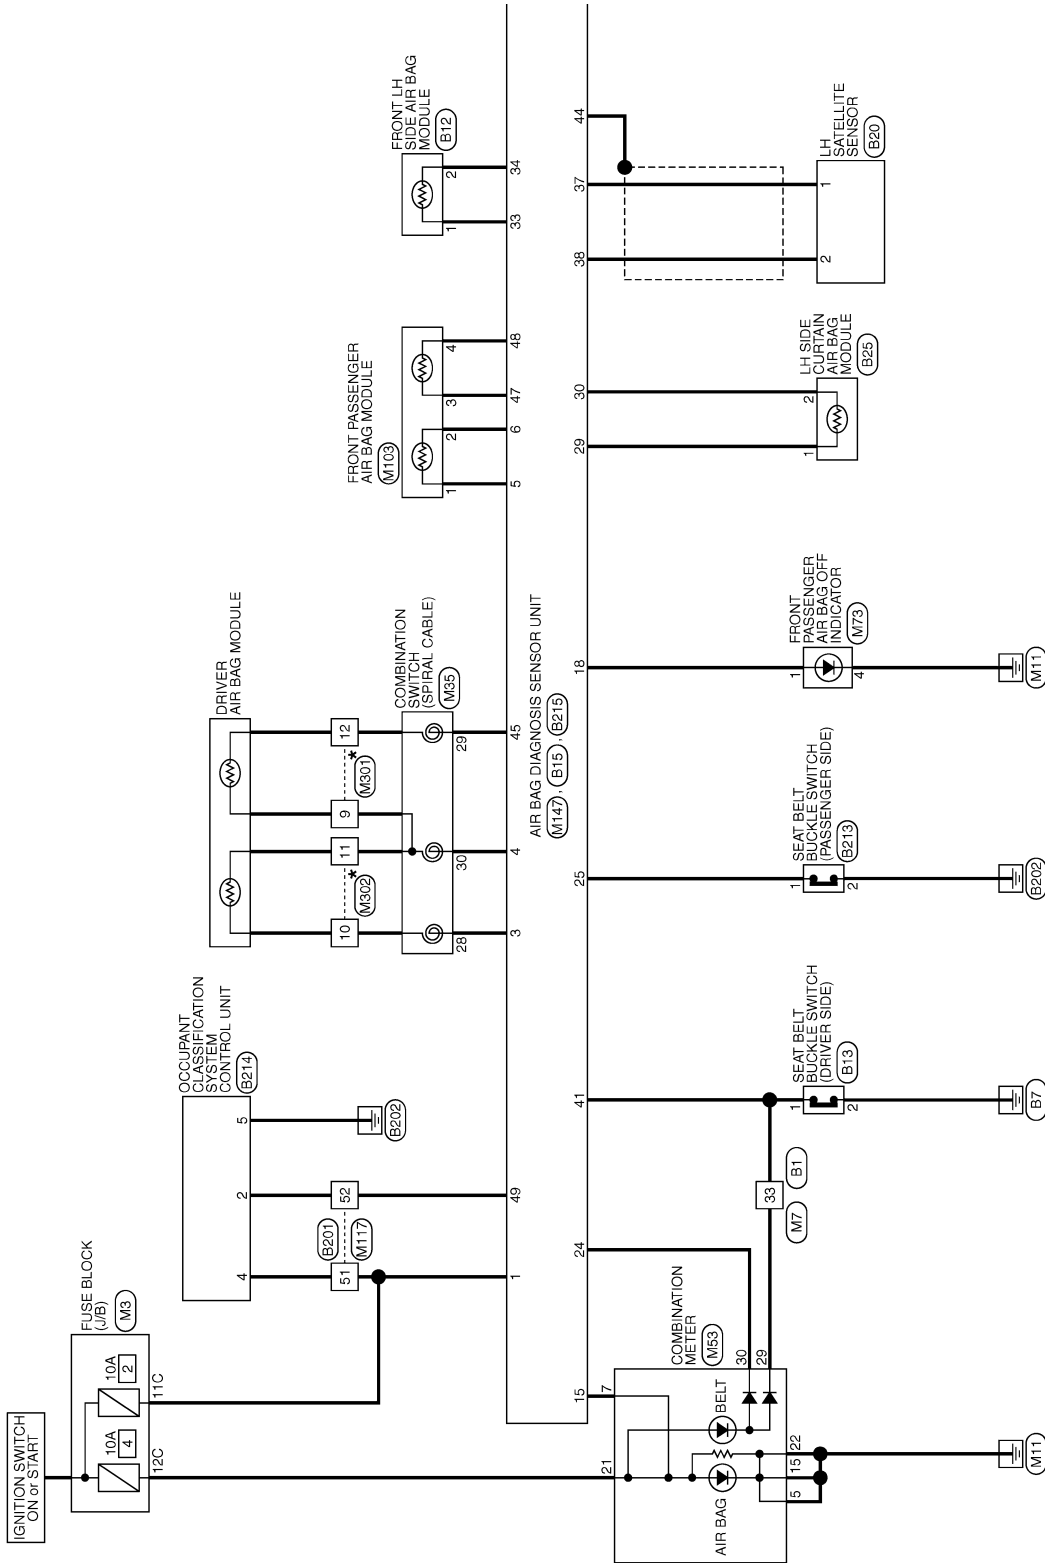 IGNITION SWITCH
ON or START
FUSE BLOCK
(J/B)
M3
10A
4
10A
2
12C
11C
OCCUPANT
CLASSIFICATION
SYSTEM
CONTROL UNIT
B214
4
2
5
51
52
B201
M117
B202
1
49
DRIVER
AIR BAG MODULE
10
11
9
12
*
M302
*
M301
COMBINATION
SWITCH
(SPIRAL CABLE)
M35
28
30
29
3
4
45
FRONT PASSENGER
AIR BAG MODULE
M103
1
2
3
4
5
6
47
48
FRONT LH
SIDE AIR BAG
MODULE
B12
1
2
33
34
AIR BAG DIAGNOSIS SENSOR UNIT
M147 , B15 , B215
15
24
41
25
18
29
30
38
37
44
COMBINATION
METER
M53
21
7
30
29
BELT
AIR BAG
5
15
22
M11
33
M7
B1
SEAT BELT
BUCKLE SWITCH
(DRIVER SIDE)
B13
1
2
B7
SEAT BELT
BUCKLE SWITCH
(PASSENGER SIDE)
B213
1
2
B202
FRONT
PASSENGER
AIR BAG OFF
INDICATOR
M73
1
4
M11
LH SIDE
CURTAIN
AIR BAG
MODULE
B25
1
2
LH
SATELLITE
SENSOR
B20
2
1